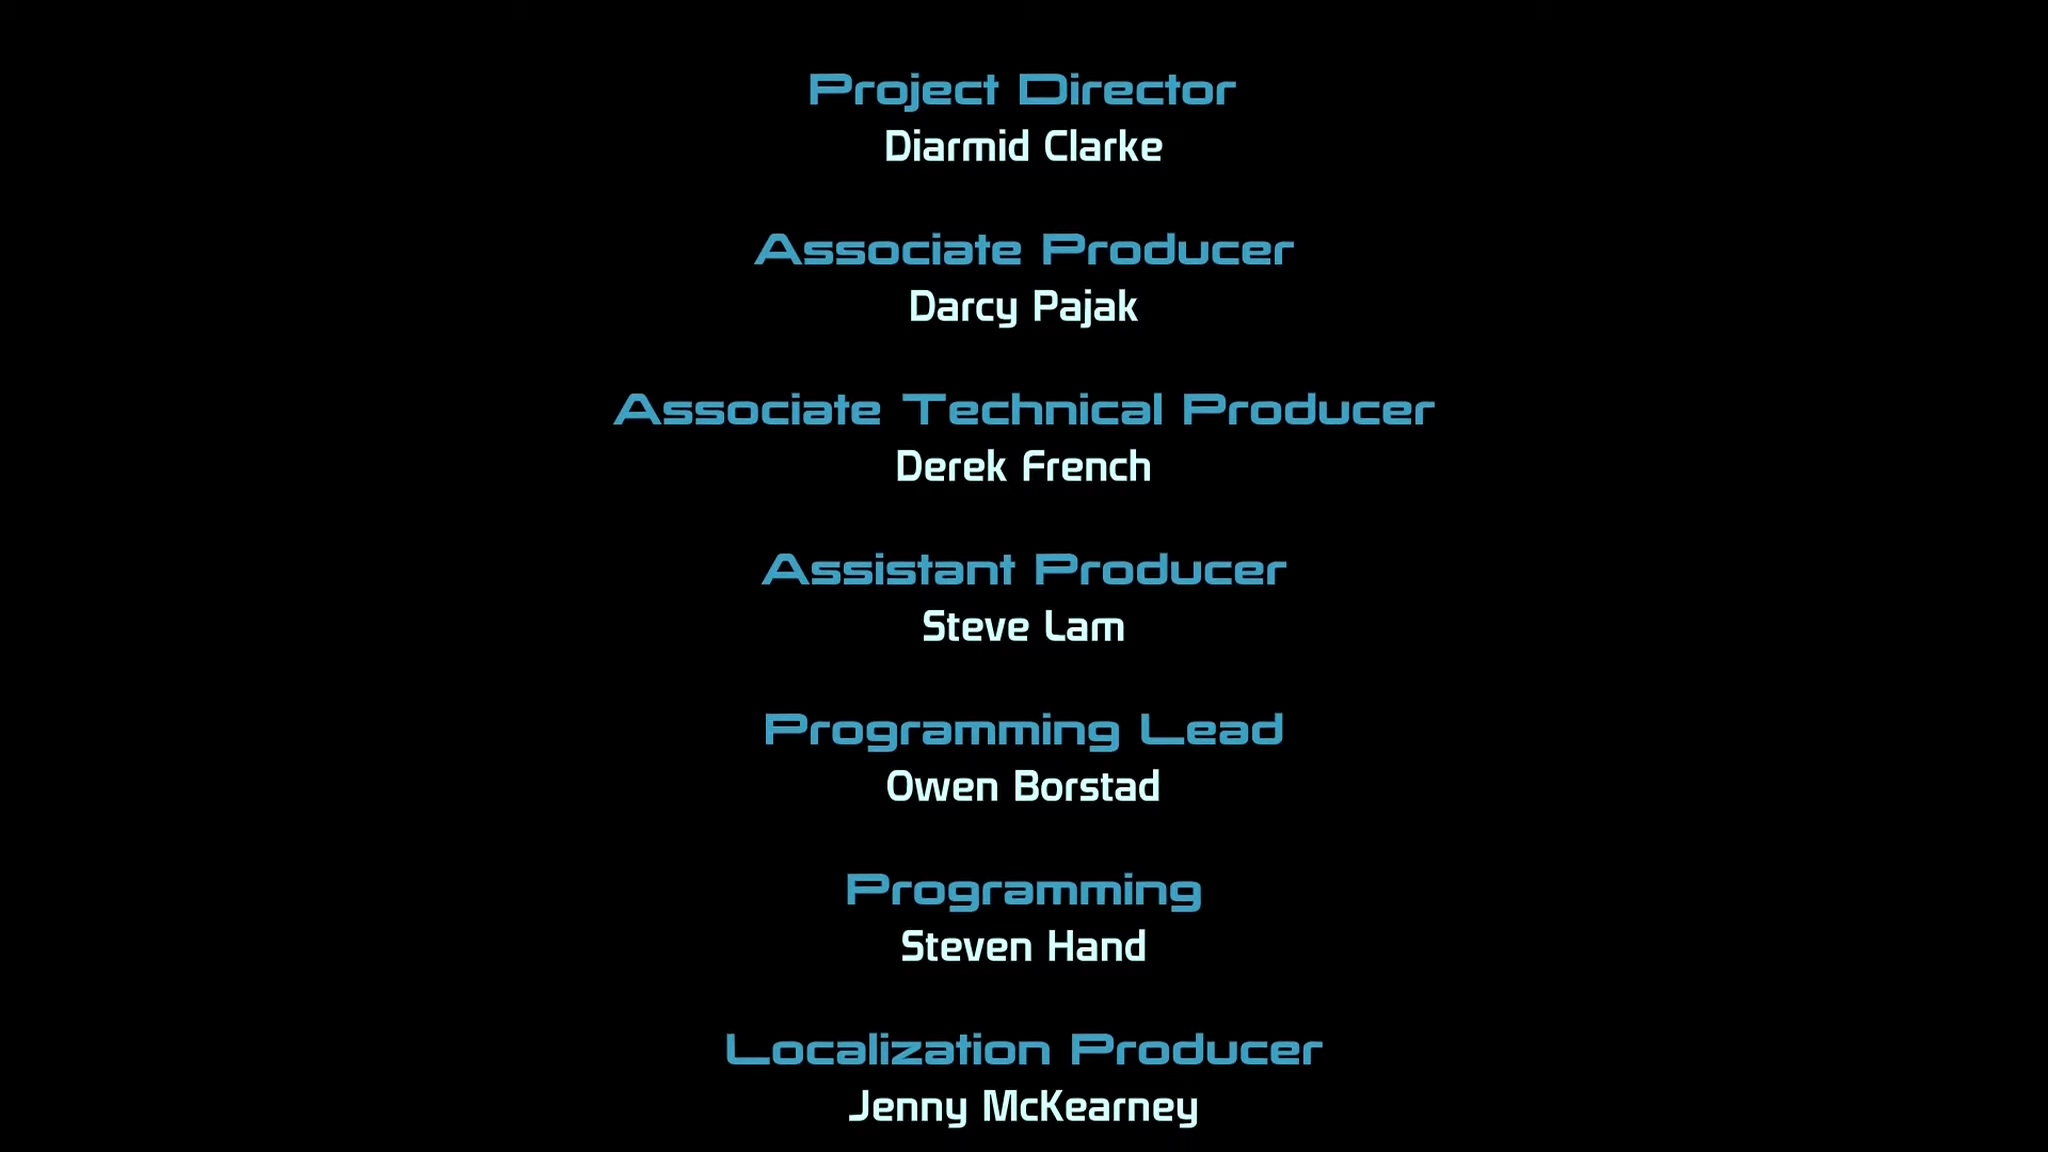 Project Director
Diarmid Clarke
Associate Producer
Darcy Pajak
Associate Technical Producer
Derek French
Assistant Producer
Steve Lam
Programming Lead
Owen Borstad
Programming
Steven Hand
Localization Producer
Jenny McKearney